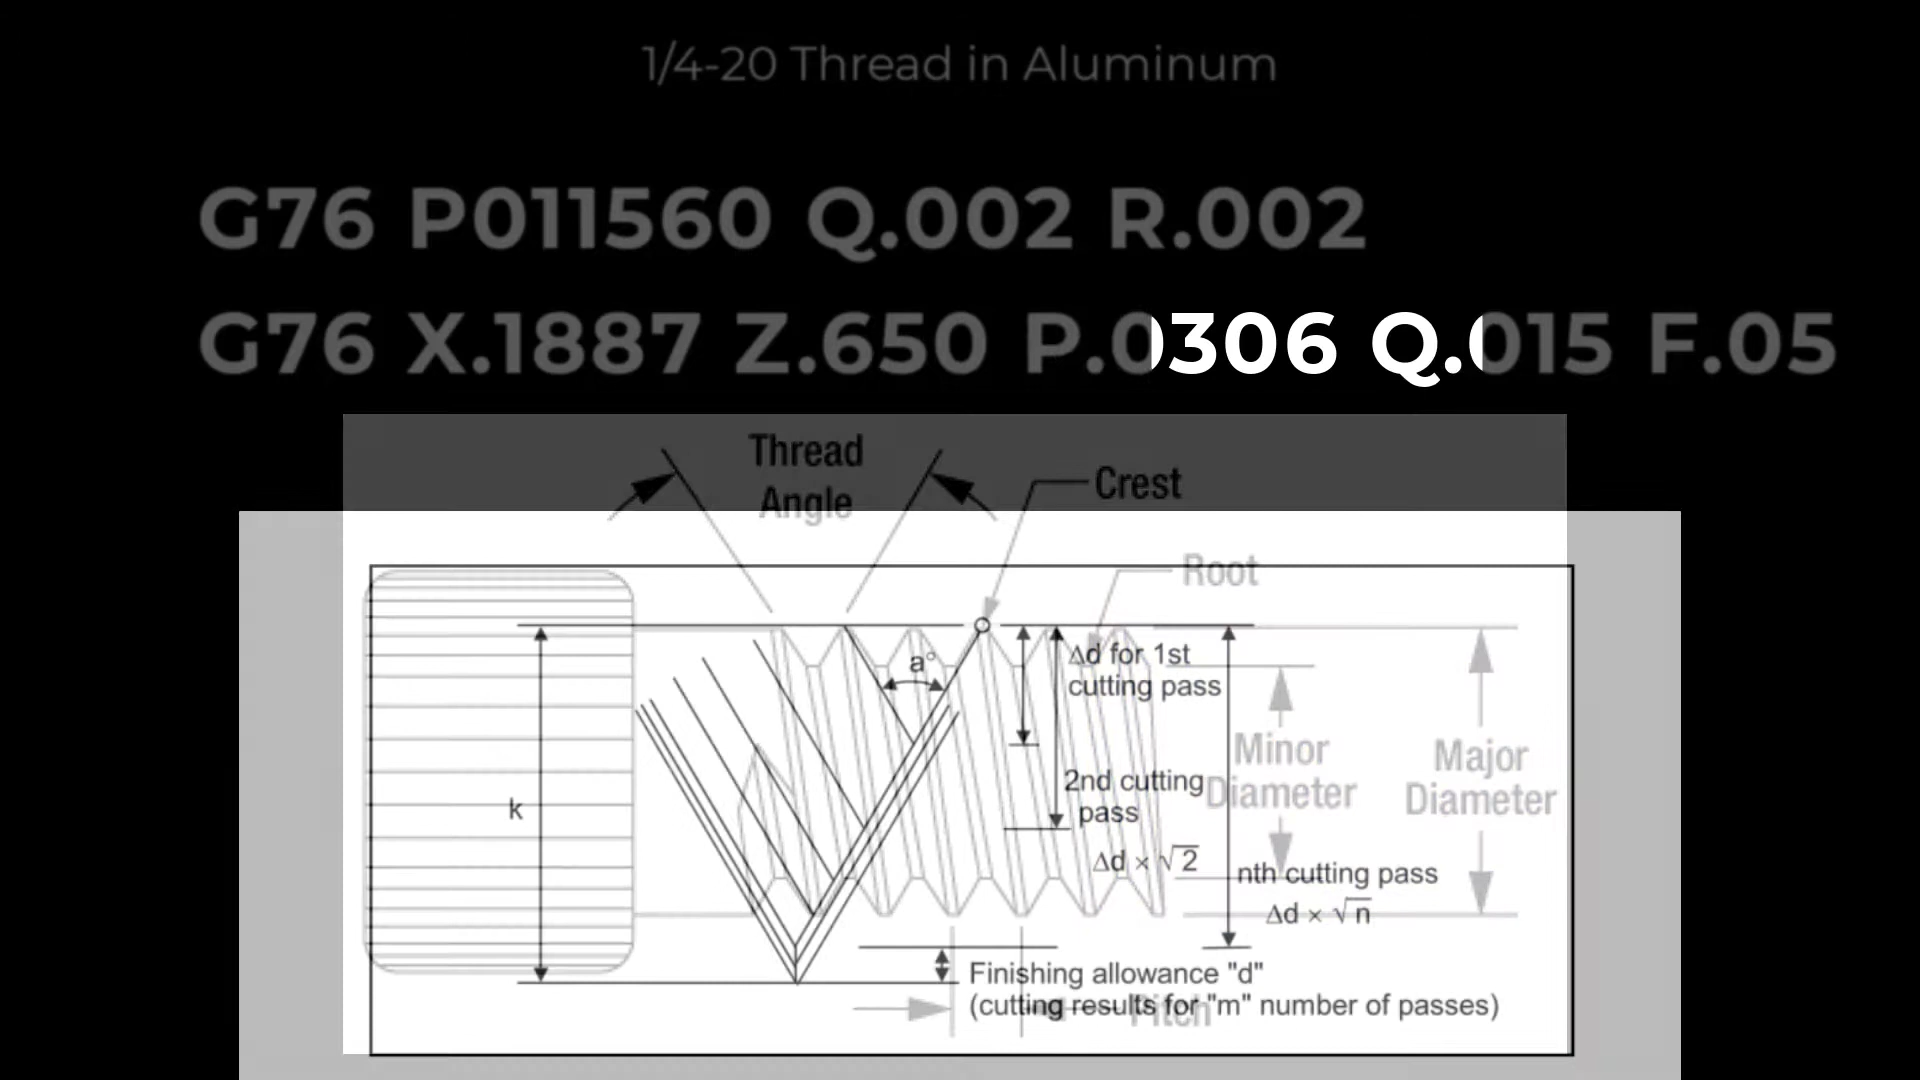 1/4-20 Thread in Aluminum
G76 P011560 Q.002 R.002
G76 X.1887 Z.650 P.0306 Q.015 F.05
Thread
Angle
Crest
Root
a°
Δd for 1st
cutting pass
k
2nd cutting
pass
Δd × √2
Minor
Diameter
Major
Diameter
nth cutting pass
Δd × √n
Finishing allowance "d"
(cutting results for "m" number of passes)
Pitch